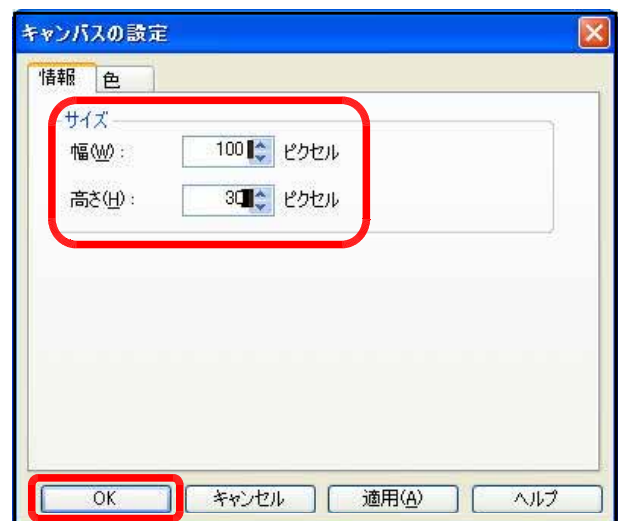 キャンバスの設定
情報 色
サイズ
幅(W): 100 ピクセル
高さ(H): 30 ピクセル
OK キャンセル 適用(A) ヘルプ